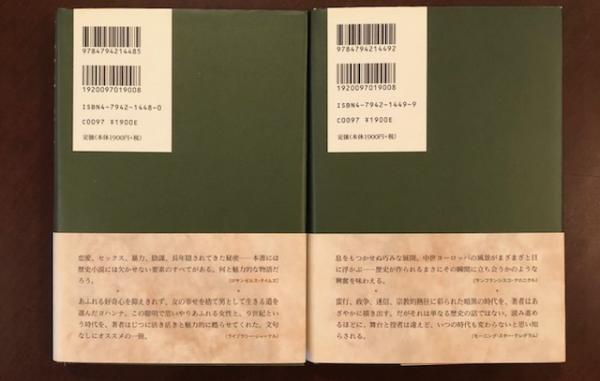 9784794214485
1920097019008
ISBN4-7942-1448-0
C0097 ¥1900E
定価(本体1900円+税)
恋愛、セックス、暴力、陰謀、長年隠されてきた秘密──本書には
歴史小説には欠かせない要素のすべてがある。何と魅力的な物語だ
ろう。
(ロサンゼルス・タイムズ)
あふれる好奇心を抑えきれず、女の幸せを捨て男として生きる道を
選んだヨハンナ。この聡明で思いやりあふれる女性と、9世紀とい
う時代を、著者はじつに活き活きと魅力的に甦らせてくれた。文句
なしにオススメの一冊。
(ライブラリー・ジャーナル)
9784794214492
1920097019008
ISBN4-7942-1449-9
C0097 ¥1900E
定価(本体1900円+税)
息をもつかせぬ巧みな展開。中世ヨーロッパの風景がまざまざと目
に浮かぶ──歴史が作られるまさにその瞬間に立ち会うかのような
興奮を味わえる。
(サンフランシスコ・クロニクル)
蛮行、政争、迷信、宗教的熱狂に彩られた暗黒の時代を、著者はあ
ざやかに描き出す。だがそれは単なる歴史の話ではない。読み進め
るほどに、舞台と役者は違えど、いつの時代も変わらないと思い知
らされる。
(モーニング・スター・テレグラム)